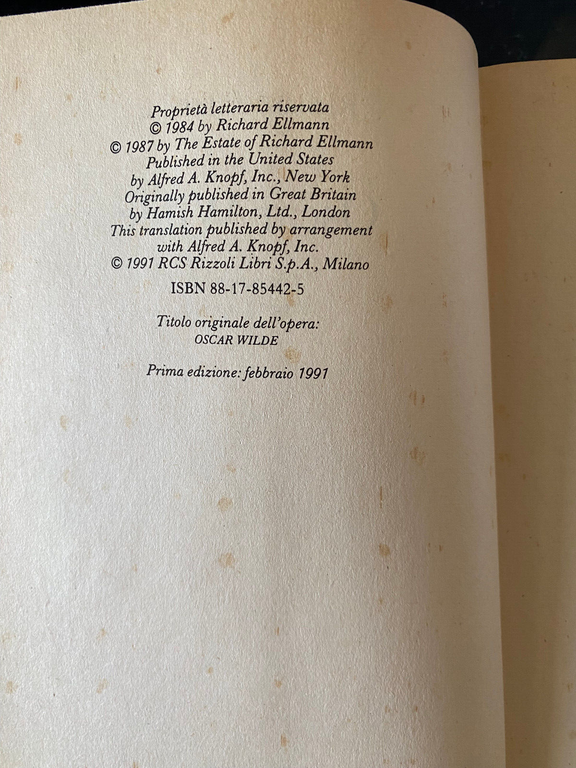 Proprietà letteraria riservata
© 1984 by Richard Ellmann
© 1987 by The Estate of Richard Ellmann
Published in the United States
by Alfred A. Knopf, Inc., New York
Originally published in Great Britain
by Hamish Hamilton, Ltd., London
This translation published by arrangement
with Alfred A. Knopf, Inc.
© 1991 RCS Rizzoli Libri S.p.A., Milano
ISBN 88-17-85442-5
Titolo originale dell'opera:
OSCAR WILDE
Prima edizione: febbraio 1991